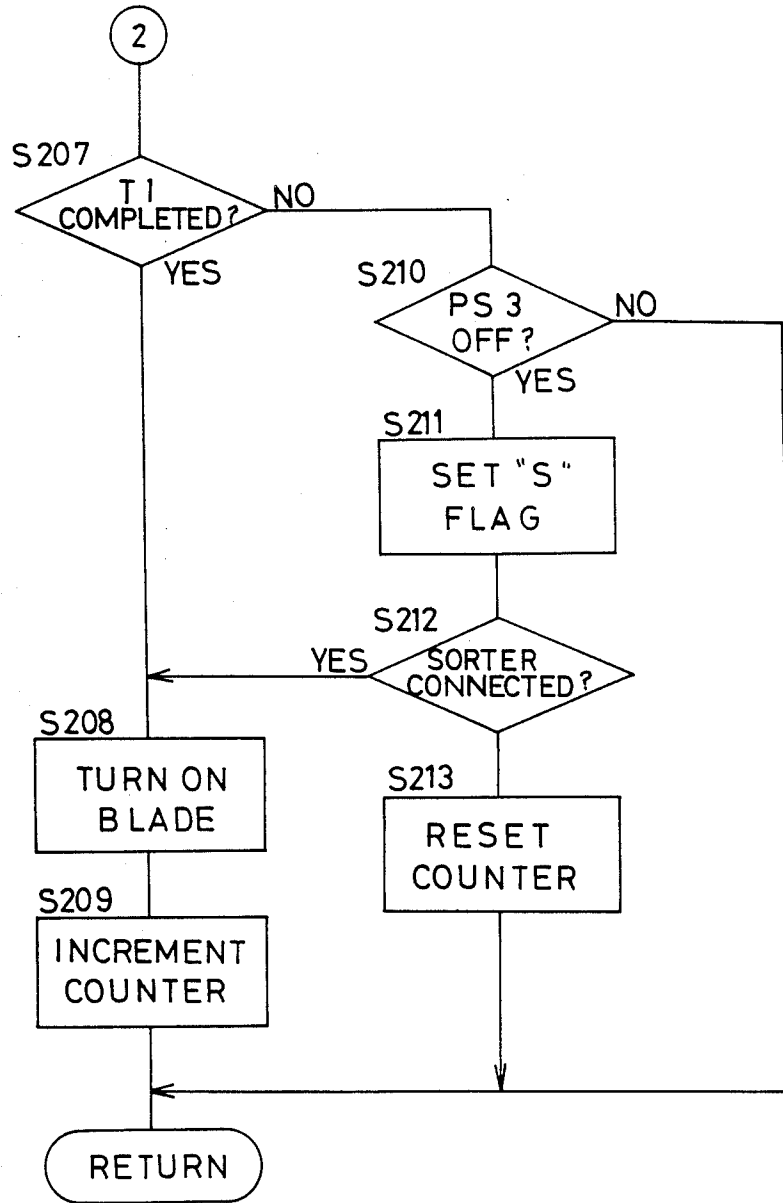 2
S207
T1
COMPLETED?
NO
YES
S210
PS 3
OFF?
NO
YES
S211
SET "S"
FLAG
S212
YES
SORTER
CONNECTED?
S208
TURN ON
BLADE
S213
RESET
COUNTER
S209
INCREMENT
COUNTER
RETURN